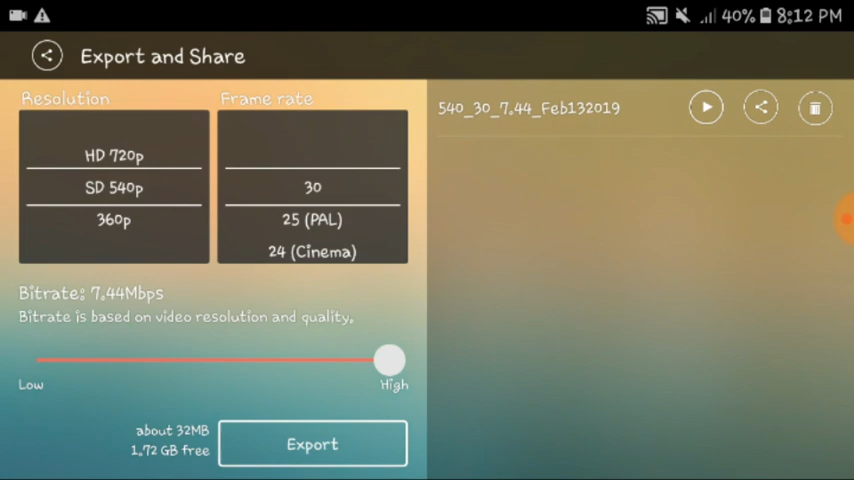 40% 8:12 PM
Export and Share
Resolution
HD 720p
SD 540p
360p
Frame rate
30
25 (PAL)
24 (Cinema)
Bitrate: 7.44Mbps
Bitrate is based on video resolution and quality.
Low
High
about 32MB
1.72 GB free
Export
540_30_7.44_Feb132019